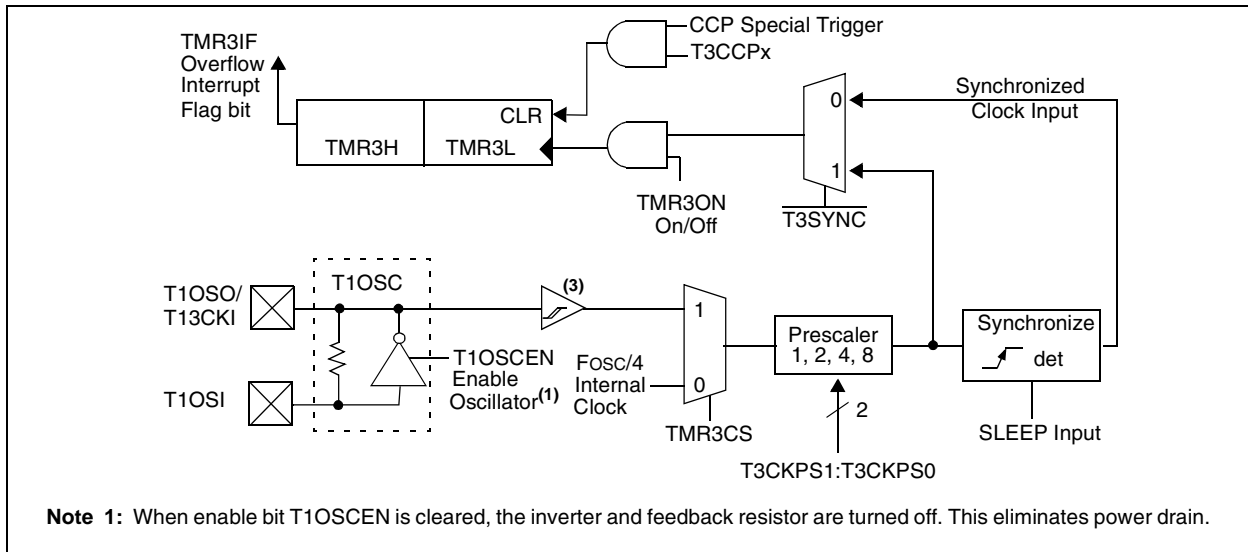 CCP Special Trigger
T3CCPx
TMR3IF
Overflow
Interrupt
Flag bit
CLR
TMR3H
TMR3L
TMR3ON
On/Off
0
1
T3SYNC
Synchronized
Clock Input
T1OSO/
T13CKI
T1OSI
T1OSC
T1OSCEN
Enable
Oscillator(1)
(3)
FOSC/4
Internal
Clock
1
0
TMR3CS
Prescaler
1, 2, 4, 8
2
T3CKPS1:T3CKPS0
Synchronize
det
SLEEP Input
Note 1: When enable bit T1OSCEN is cleared, the inverter and feedback resistor are turned off. This eliminates power drain.